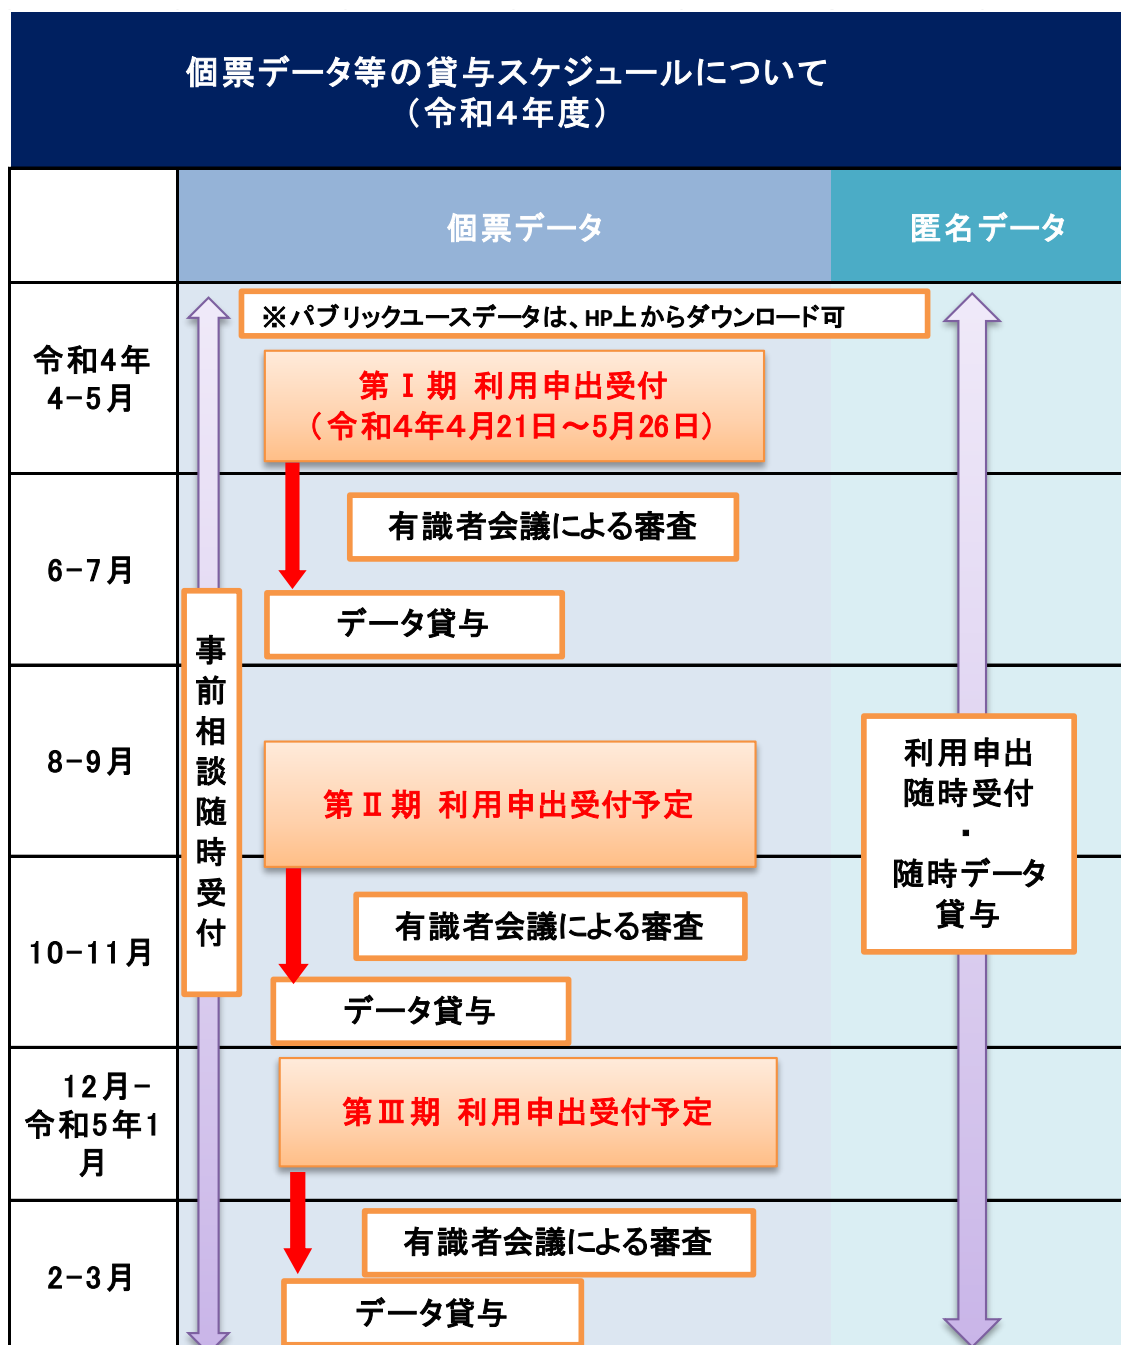 個票データ等の貸与スケジュールについて
（令和４年度）
個票データ
匿名データ
令和4年
4-5月
※パブリックユースデータは、HP上からダウンロード可
第Ⅰ期 利用申出受付
（令和4年4月21日～5月26日）
6-7月
有識者会議による審査
データ貸与
事前相談随時受付
8-9月
第Ⅱ期 利用申出受付予定
利用申出
随時受付
・
随時データ
貸与
10-11月
有識者会議による審査
データ貸与
12月-
令和5年1
月
第Ⅲ期 利用申出受付予定
2-3月
有識者会議による審査
データ貸与